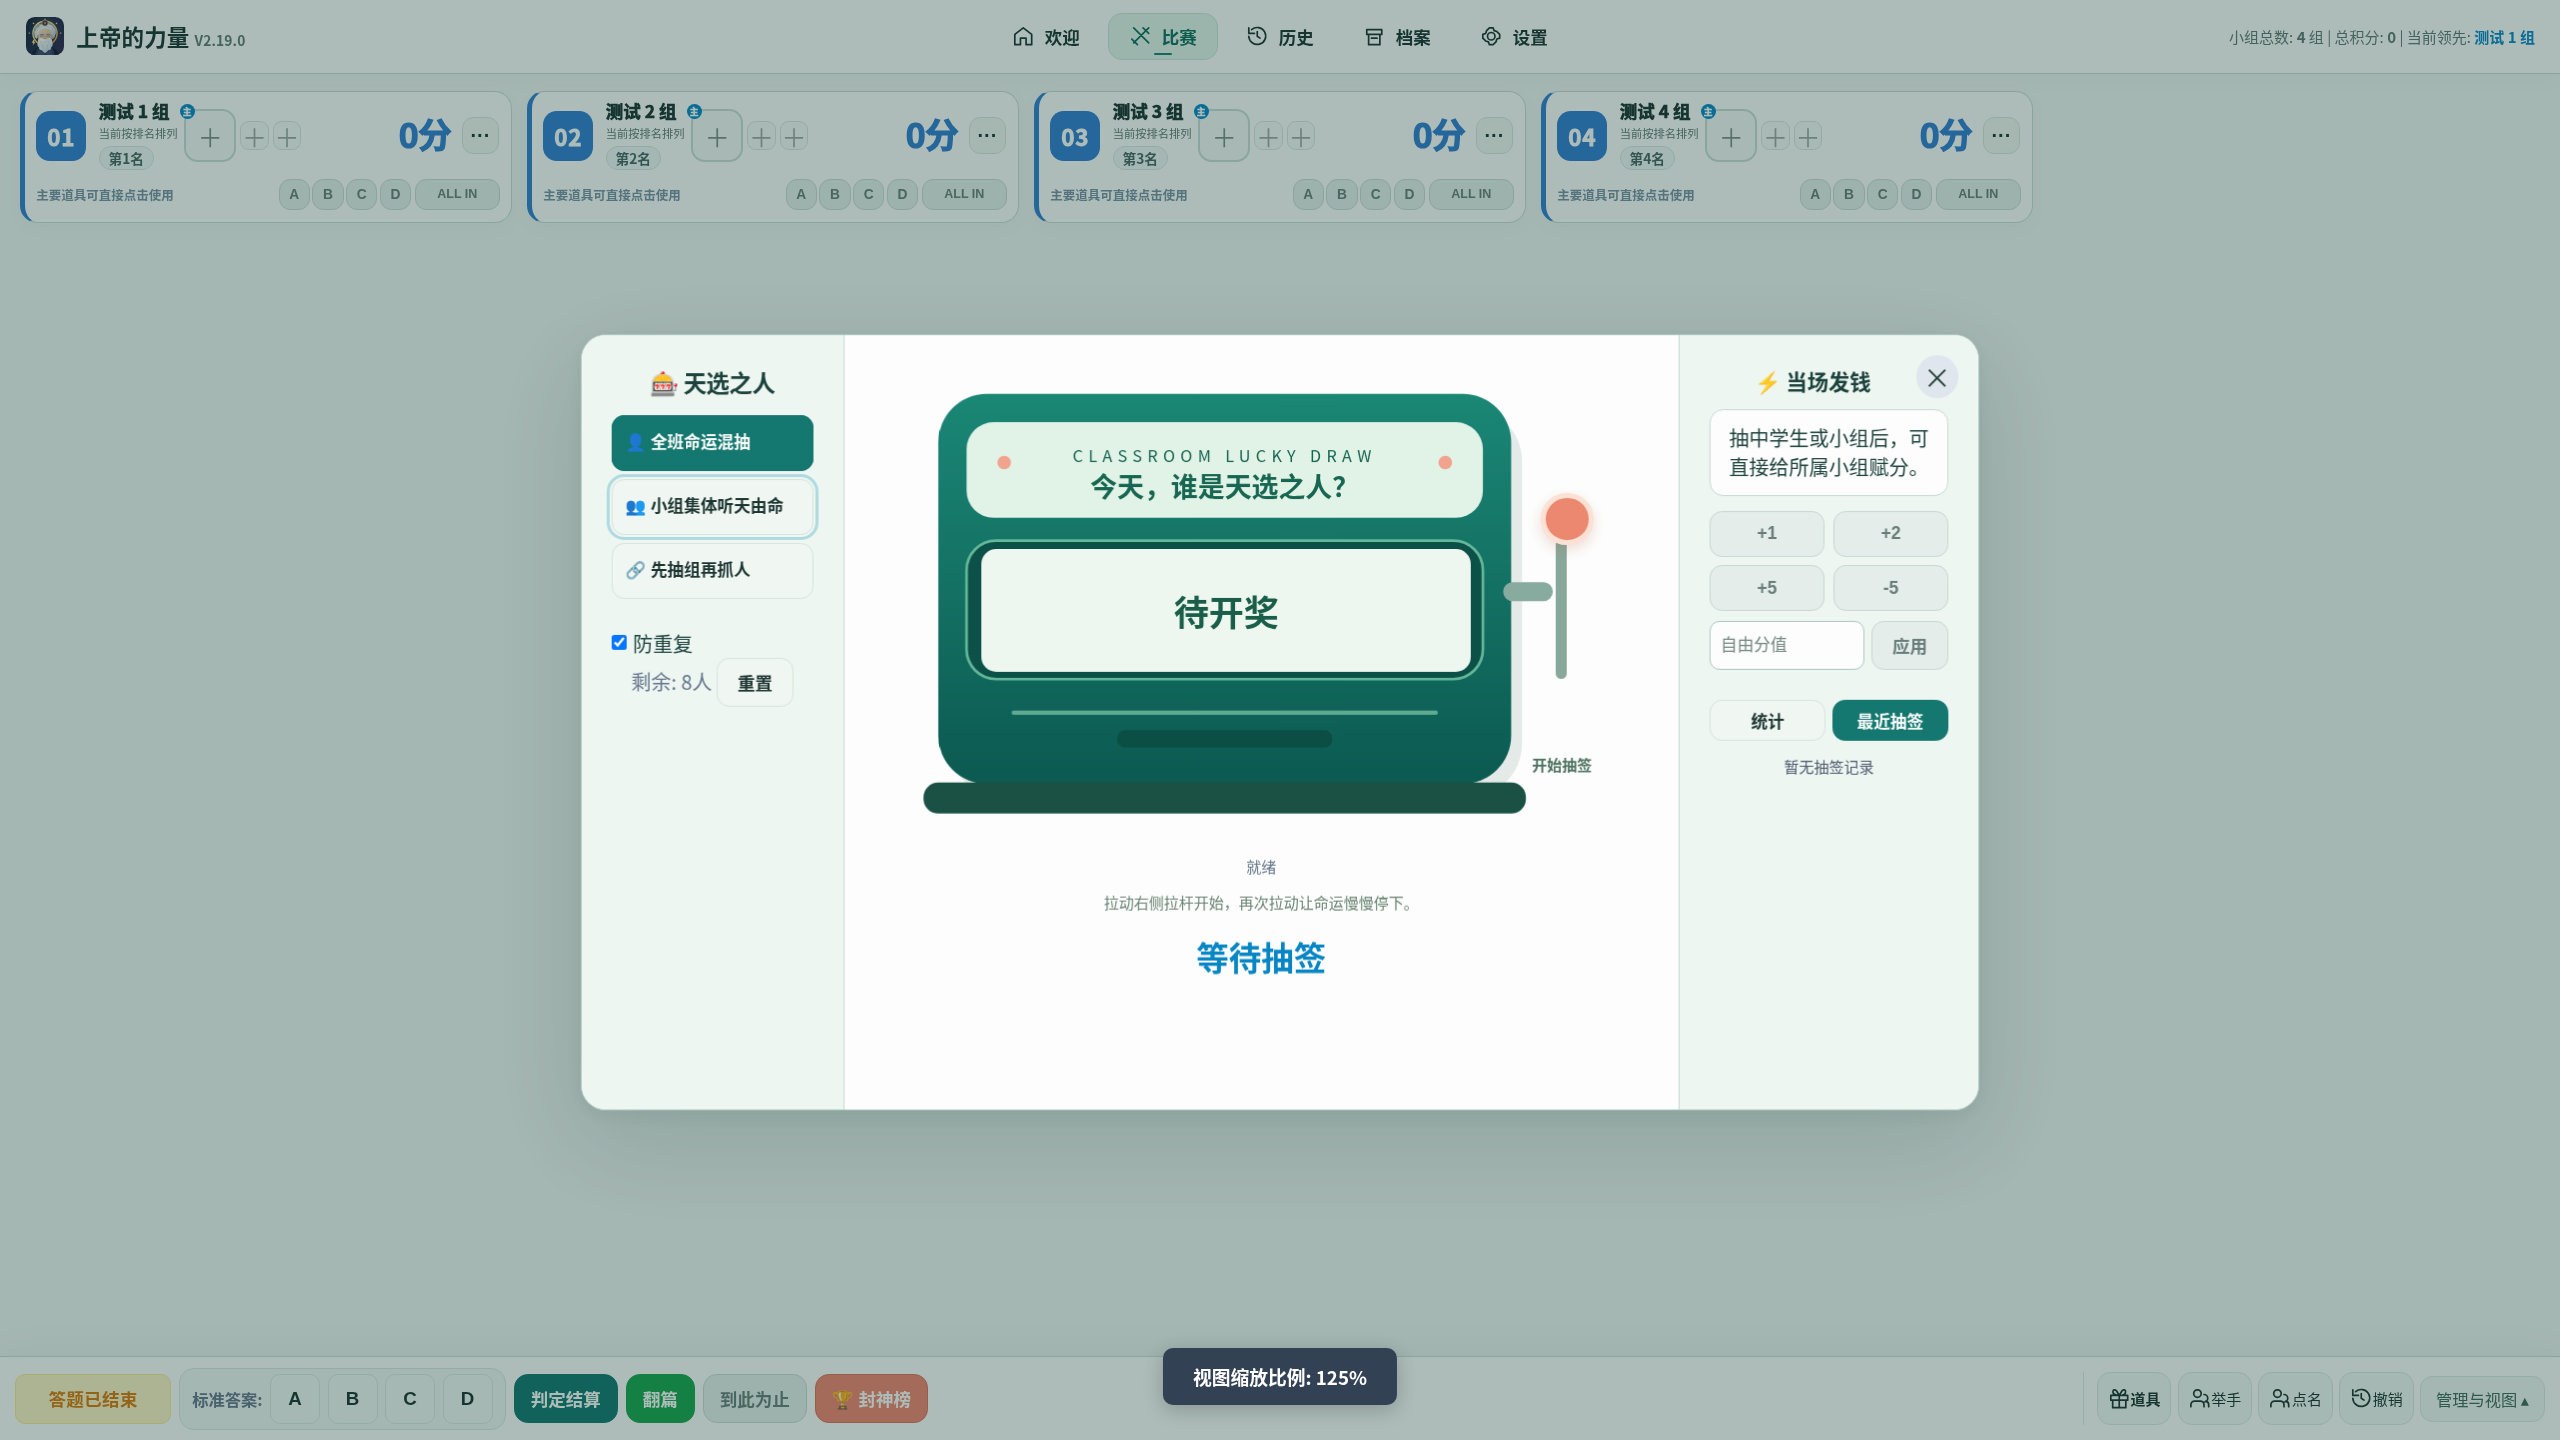 上帝的力量 V2.19.0
欢迎
比赛
历史
档案
设置
小组总数: 4 组 | 总积分: 0 | 当前领先: 测试 1 组
01
测试 1 组
主
当前按排名排列
第1名
0分
...
主要道具可直接点击使用
A B C D ALL IN
02
测试 2 组
主
当前按排名排列
第2名
0分
...
主要道具可直接点击使用
A B C D ALL IN
03
测试 3 组
主
当前按排名排列
第3名
0分
...
主要道具可直接点击使用
A B C D ALL IN
04
测试 4 组
主
当前按排名排列
第4名
0分
...
主要道具可直接点击使用
A B C D ALL IN
🎰 天选之人
👤 全班命运混抽
👥 小组集体听天由命
🔗 先抽组再抓人
防重复
剩余: 8人 重置
CLASSROOM LUCKY DRAW
今天，谁是天选之人？
待开奖
开始抽签
就绪
拉动右侧拉杆开始，再次拉动让命运慢慢停下。
等待抽签
⚡ 当场发钱
抽中学生或小组后，可
直接给所属小组赋分。
+1 +2
+5 -5
自由分值 应用
统计 最近抽签
暂无抽签记录
视图缩放比例: 125%
答题已结束
标准答案: A B C D
判定结算
翻篇
到此为止
🏆 封神榜
道具
举手
点名
撤销
管理与视图 ▴